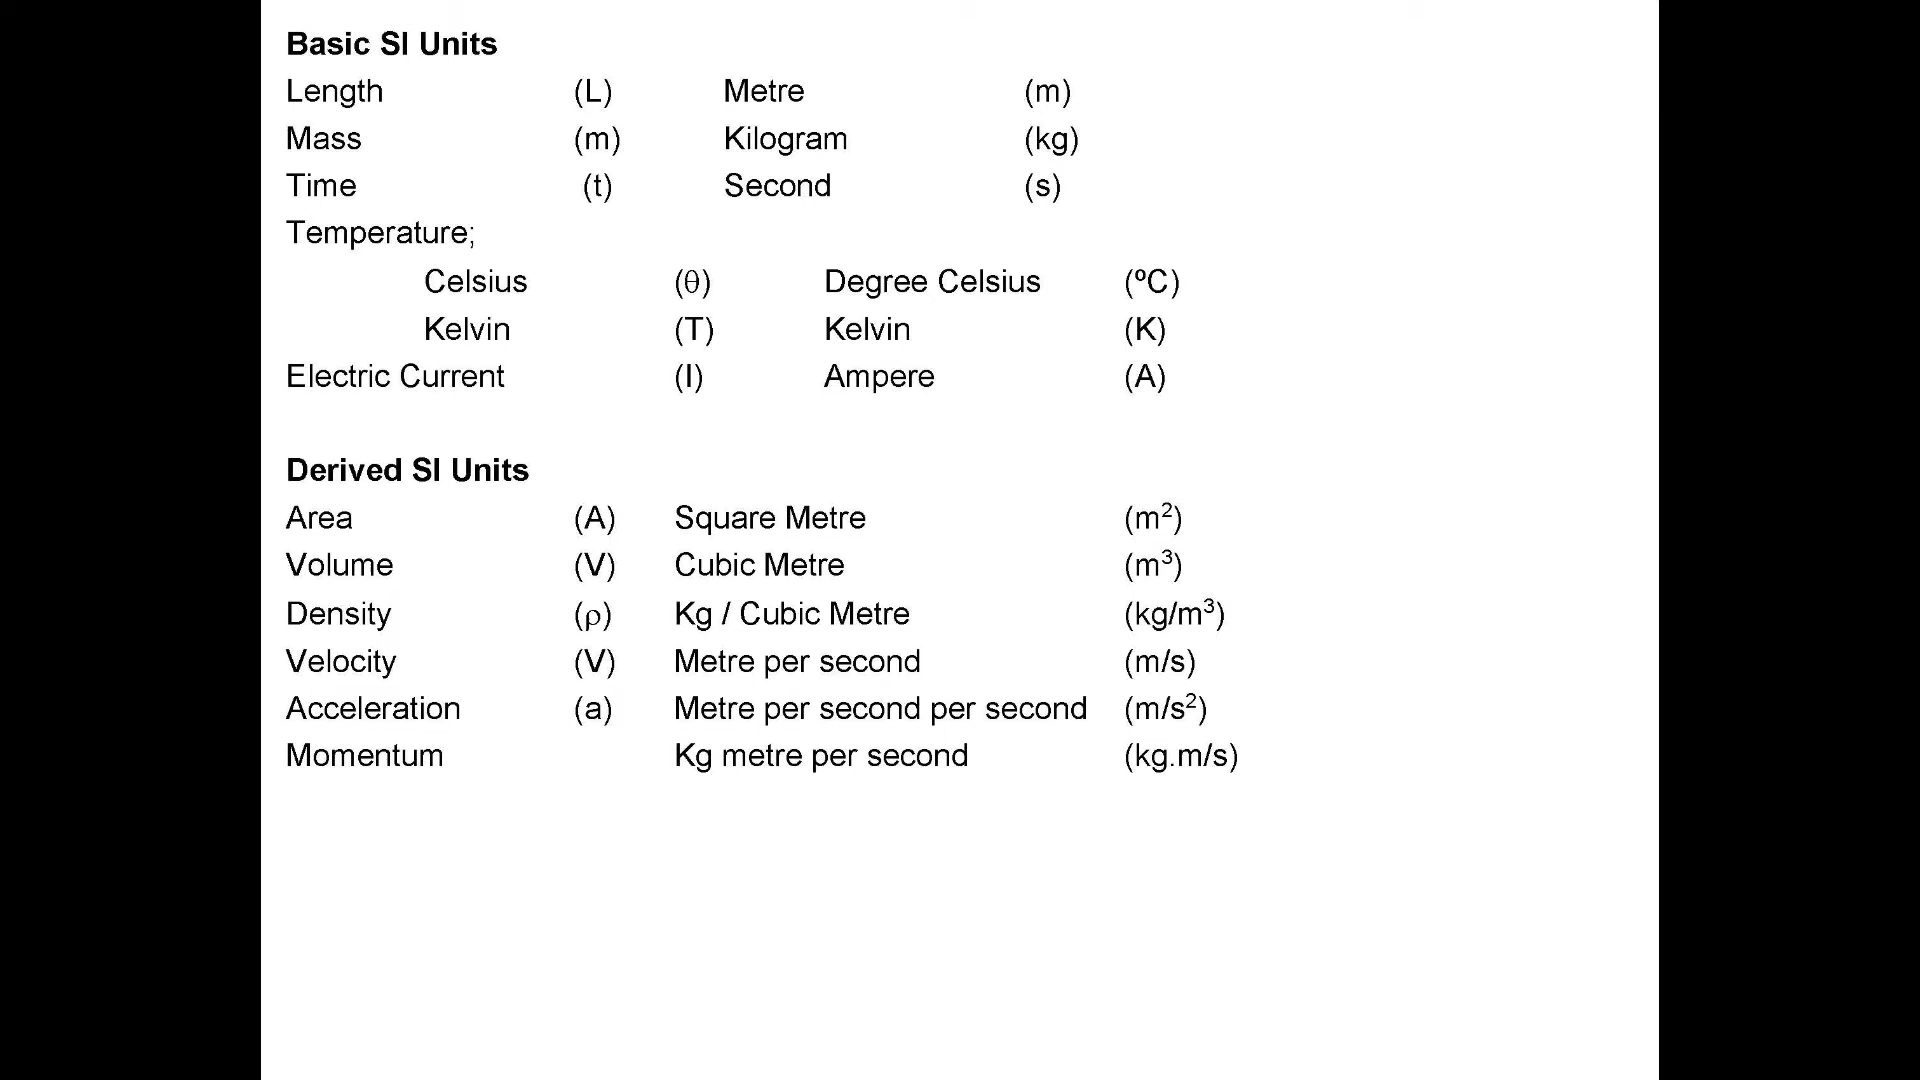 Basic SI Units
Length (L) Metre (m)
Mass (m) Kilogram (kg)
Time (t) Second (s)
Temperature;
Celsius (θ) Degree Celsius (ºC)
Kelvin (T) Kelvin (K)
Electric Current (I) Ampere (A)
Derived SI Units
Area (A) Square Metre (m²)
Volume (V) Cubic Metre (m³)
Density (ρ) Kg / Cubic Metre (kg/m³)
Velocity (V) Metre per second (m/s)
Acceleration (a) Metre per second per second (m/s²)
Momentum Kg metre per second (kg.m/s)